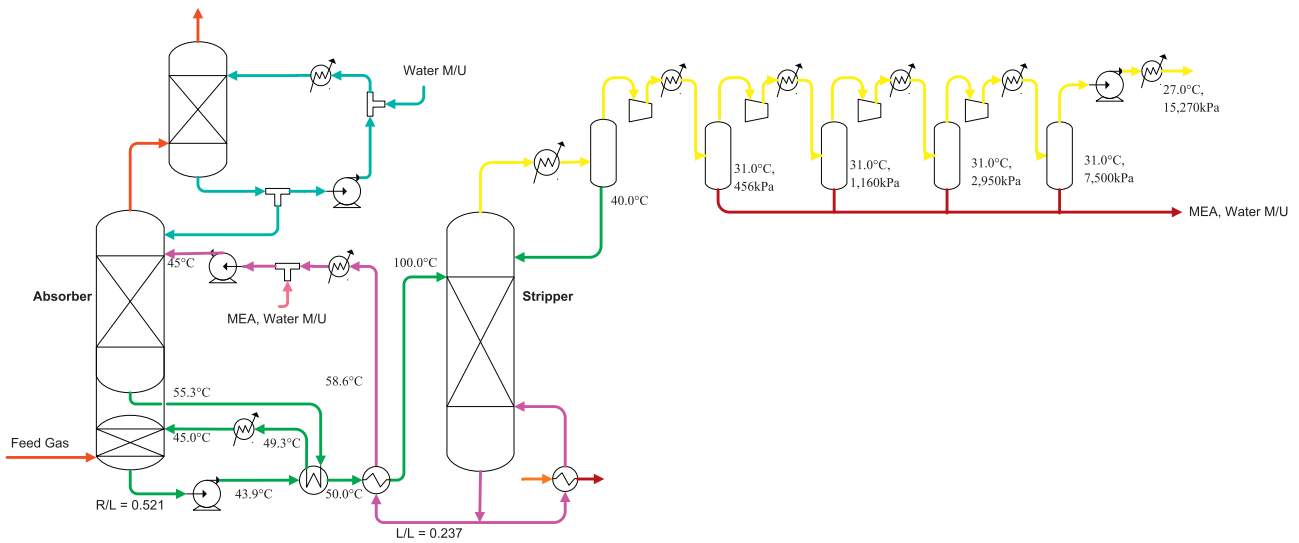 Water M/U
27.0°C,
15,270kPa
31.0°C,
456kPa
31.0°C,
1,160kPa
31.0°C,
2,950kPa
31.0°C,
7,500kPa
40.0°C
MEA, Water M/U
45°C
100.0°C
Absorber
Stripper
MEA, Water M/U
58.6°C
55.3°C
45.0°C
49.3°C
Feed Gas
43.9°C
50.0°C
R/L = 0.521
L/L = 0.237